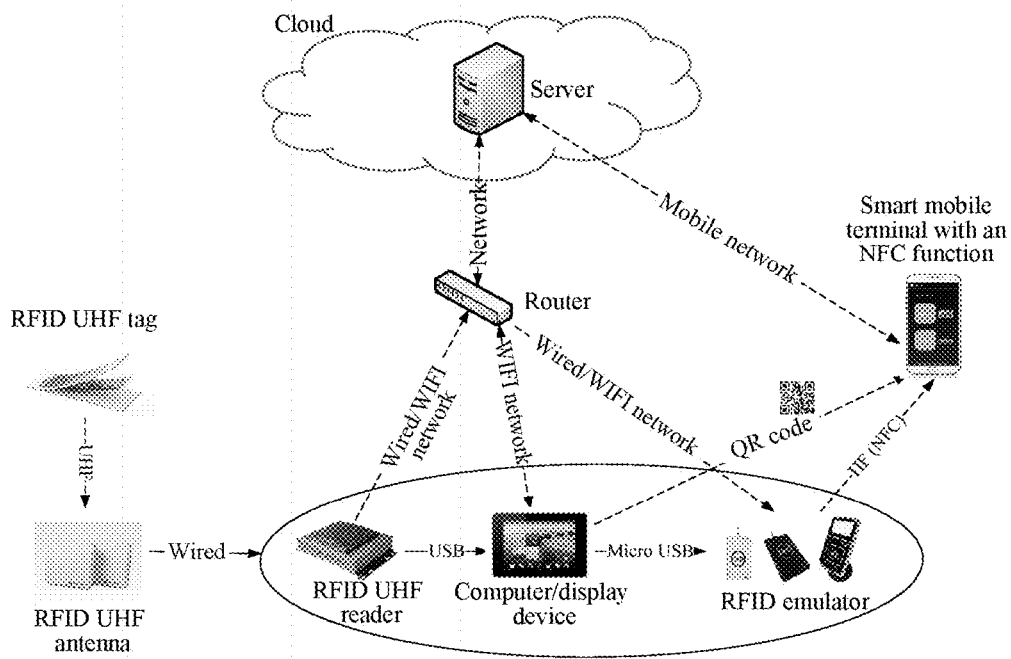 Cloud
Server
Network
Mobile network
Smart mobile
terminal with an
NFC function
Router
RFID UHF tag
Wired/WIFI
network
WIFI network
Wired/WIFI network
QR code
HF (NFC)
UHF
Wired
USB
Micro USB
RFID UHF
antenna
RFID UHF
reader
Computer/display
device
RFID emulator